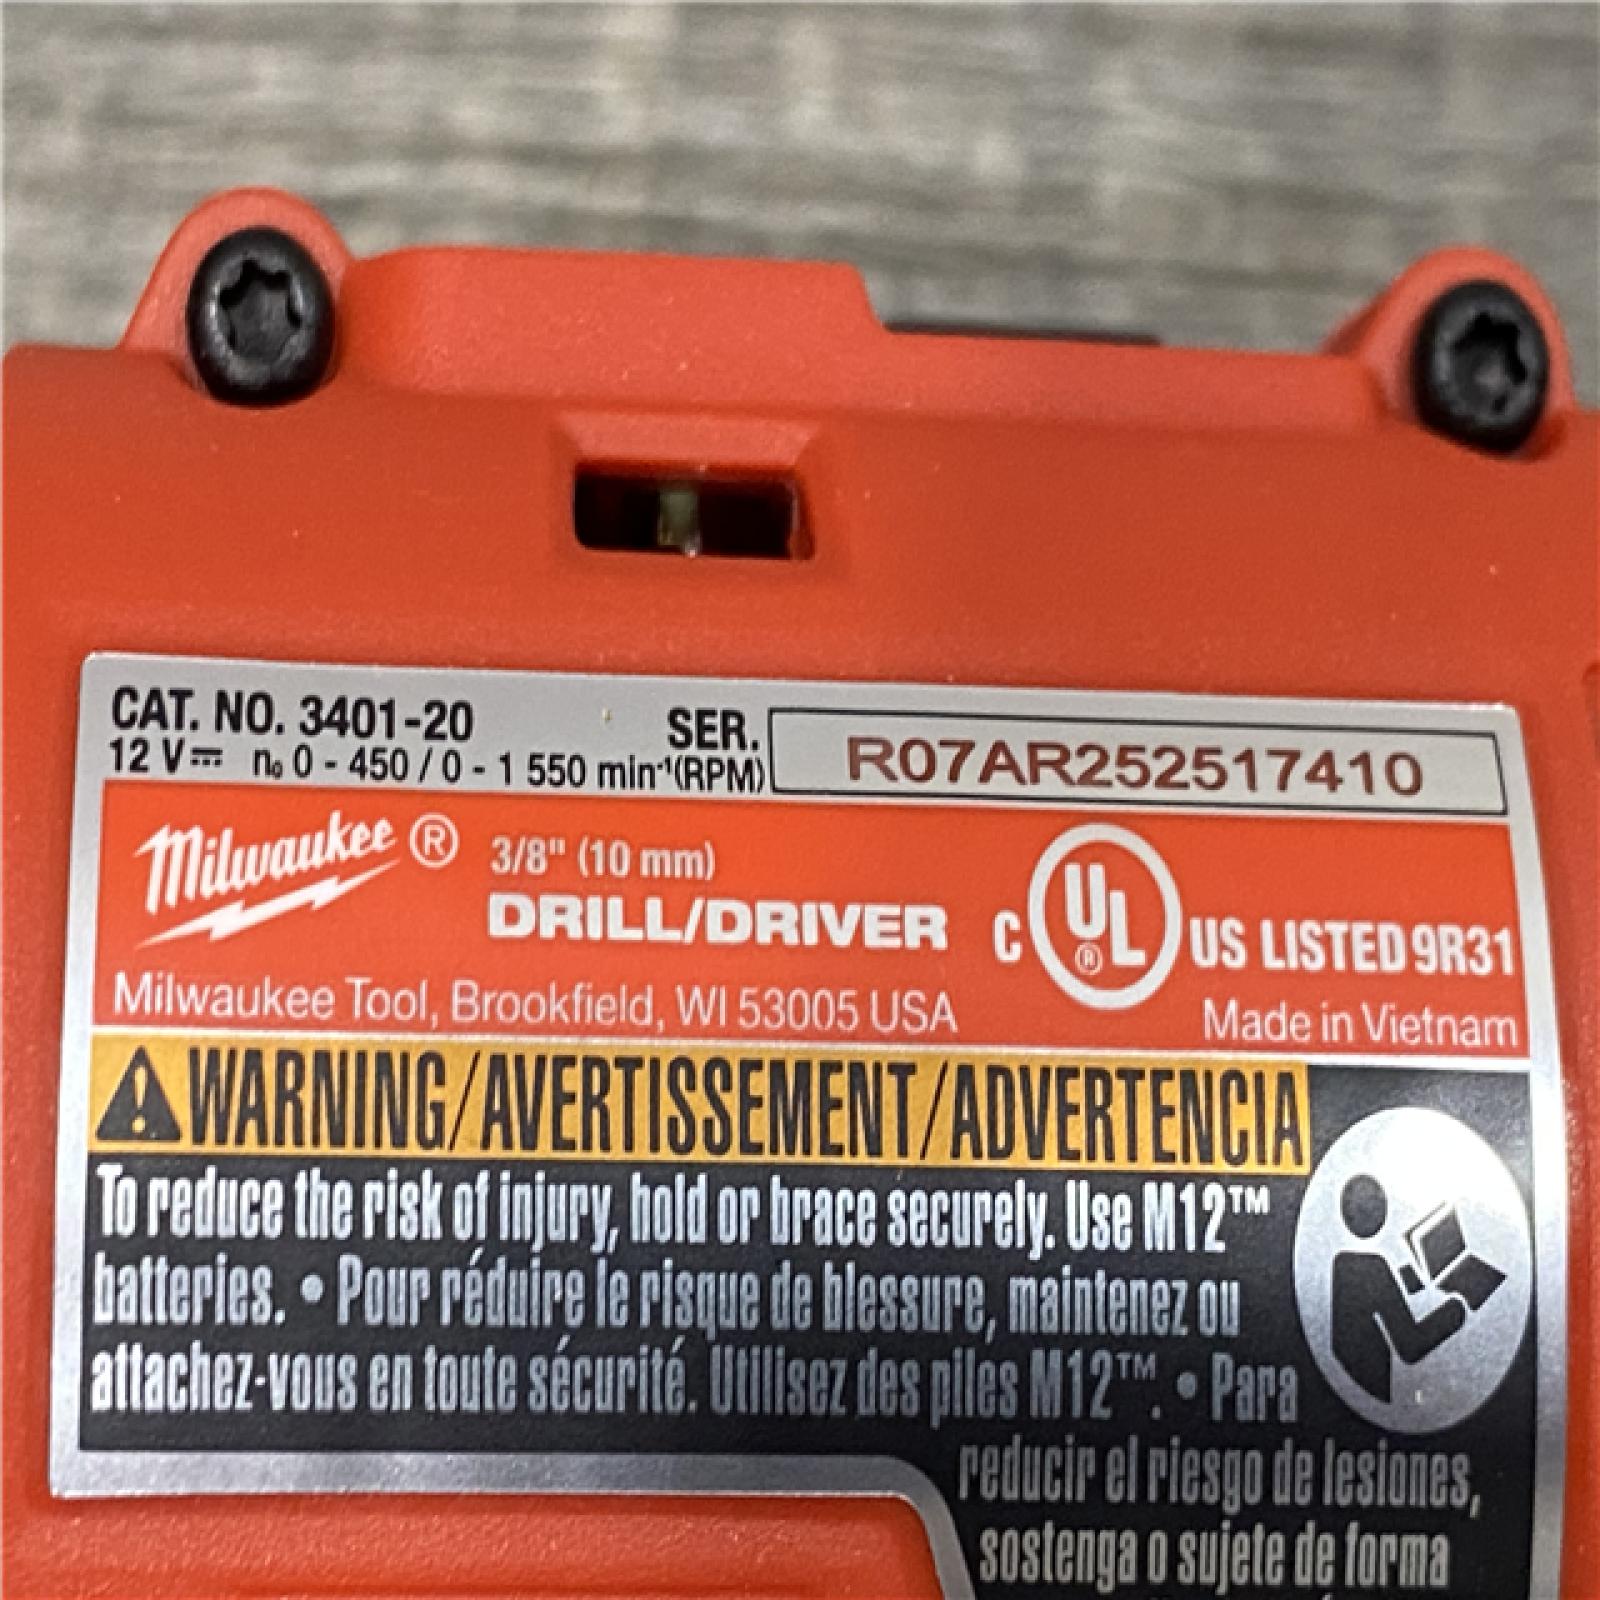 CAT. NO. 3401-20 SER. R07AR252517410
12 V⎓ n₀ 0 - 450 / 0 - 1 550 min⁻¹(RPM)
Milwaukee® 3/8" (10 mm)
DRILL/DRIVER
C UL® US LISTED 9R31
Milwaukee Tool, Brookfield, WI 53005 USA Made in Vietnam
WARNING/AVERTISSEMENT/ADVERTENCIA
To reduce the risk of injury, hold or brace securely. Use M12™
batteries. • Pour réduire le risque de blessure, maintenez ou
attachez-vous en toute sécurité. Utilisez des piles M12™. • Para
reducir el riesgo de lesiones,
sostenga o sujete de forma